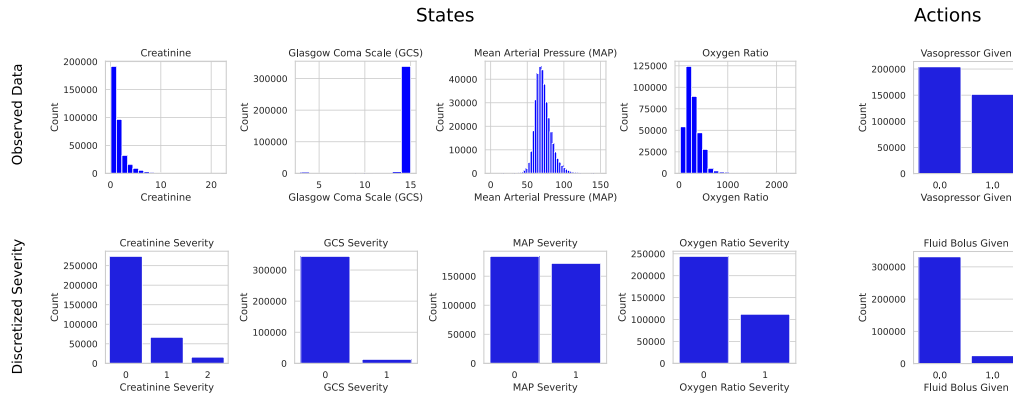 States
Actions
Observed Data
Creatinine
Count
200000
150000
100000
50000
0
0
10
20
Creatinine
Glasgow Coma Scale (GCS)
Count
300000
200000
100000
0
5
10
15
Glasgow Coma Scale (GCS)
Mean Arterial Pressure (MAP)
Count
40000
30000
20000
10000
0
0
50
100
150
Mean Arterial Pressure (MAP)
Oxygen Ratio
Count
125000
100000
75000
50000
25000
0
0
1000
2000
Oxygen Ratio
Vasopressor Given
Count
200000
150000
100000
50000
0
0,0
1,0
Vasopressor Given
Discretized Severity
Creatinine Severity
Count
250000
200000
150000
100000
50000
0
0
1
2
Creatinine Severity
GCS Severity
Count
300000
200000
100000
0
0
1
GCS Severity
MAP Severity
Count
150000
100000
50000
0
0
1
MAP Severity
Oxygen Ratio Severity
Count
250000
200000
150000
100000
50000
0
0
1
Oxygen Ratio Severity
Fluid Bolus Given
Count
300000
200000
100000
0
0,0
1,0
Fluid Bolus Given